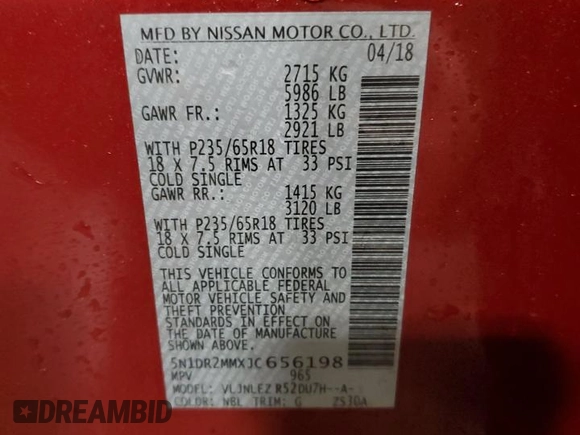 MFD BY NISSAN MOTOR CO., LTD.
DATE: 04/18
GVWR: 2715 KG
5986 LB
GAWR FR.: 1325 KG
2921 LB
WITH P235/65R18 TIRES
18 X 7.5 RIMS AT 33 PSI
COLD SINGLE
GAWR RR.: 1415 KG
3120 LB
WITH P235/65R18 TIRES
18 X 7.5 RIMS AT 33 PSI
COLD SINGLE
THIS VEHICLE CONFORMS TO
ALL APPLICABLE FEDERAL
MOTOR VEHICLE SAFETY AND
THEFT PREVENTION
STANDARDS IN EFFECT ON
THE DATE OF MANUFACTURE
SHOWN ABOVE.
5N1DR2MMXJC656198
MPV 965
MODEL: VLJNLEZ R520U7H--A-
COLOR: NBL TRIM: G
DREAMBID
DREAMBID